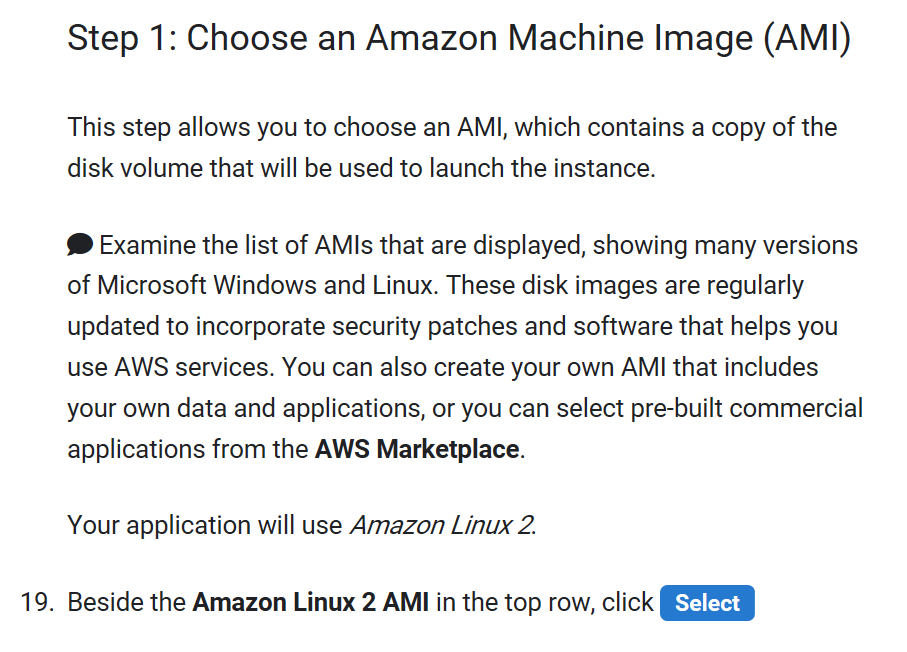 Step 1: Choose an Amazon Machine Image (AMI)
This step allows you to choose an AMI, which contains a copy of the
disk volume that will be used to launch the instance.
Examine the list of AMIs that are displayed, showing many versions
of Microsoft Windows and Linux. These disk images are regularly
updated to incorporate security patches and software that helps you
use AWS services. You can also create your own AMI that includes
your own data and applications, or you can select pre-built commercial
applications from the AWS Marketplace.
Your application will use Amazon Linux 2.
19. Beside the Amazon Linux 2 AMI in the top row, click Select